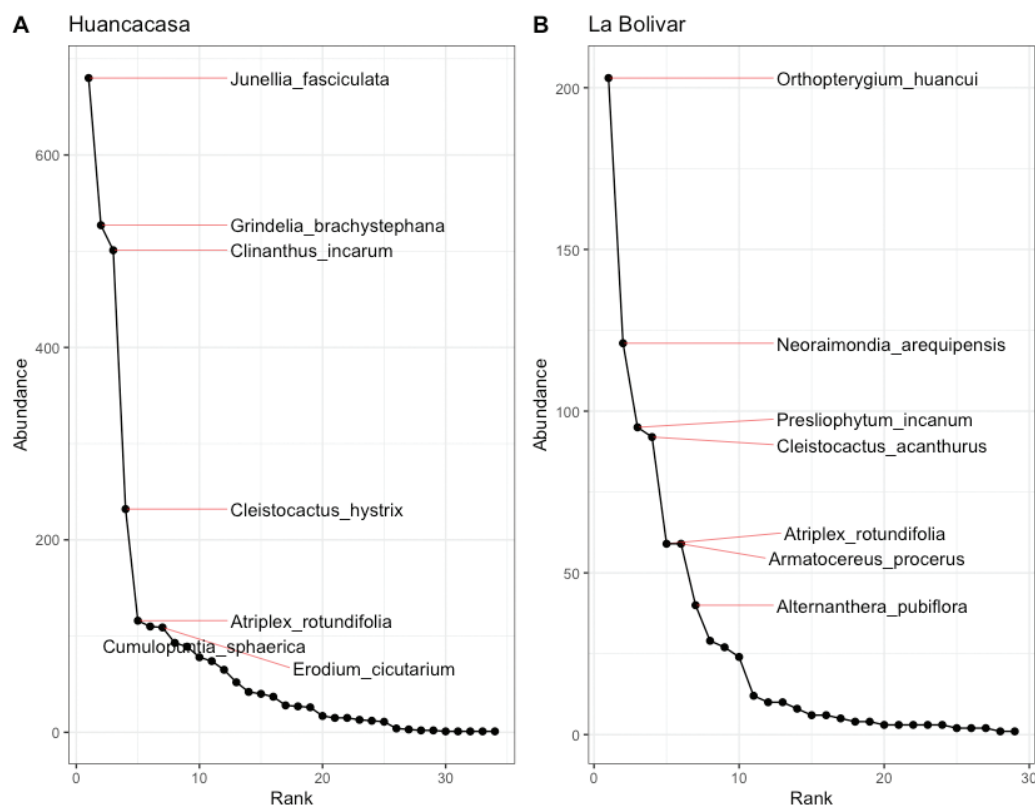 A Huancacasa
Junellia_fasciculata
600
Grindelia_brachystephana
Clinanthus_incarum
400
Abundance
Cleistocactus_hystrix
200
Atriplex_rotundifolia
Cumulopuntia_sphaerica
Erodium_cicutarium
0
0 10 20 30
Rank
B La Bolivar
200
Orthopterygium_huancui
150
Neoraimondia_arequipensis
100
Presliophytum_incanum
Cleistocactus_acanthurus
Abundance
Atriplex_rotundifolia
Armatocereus_procerus
50
Alternanthera_pubiflora
0
0 10 20 30
Rank